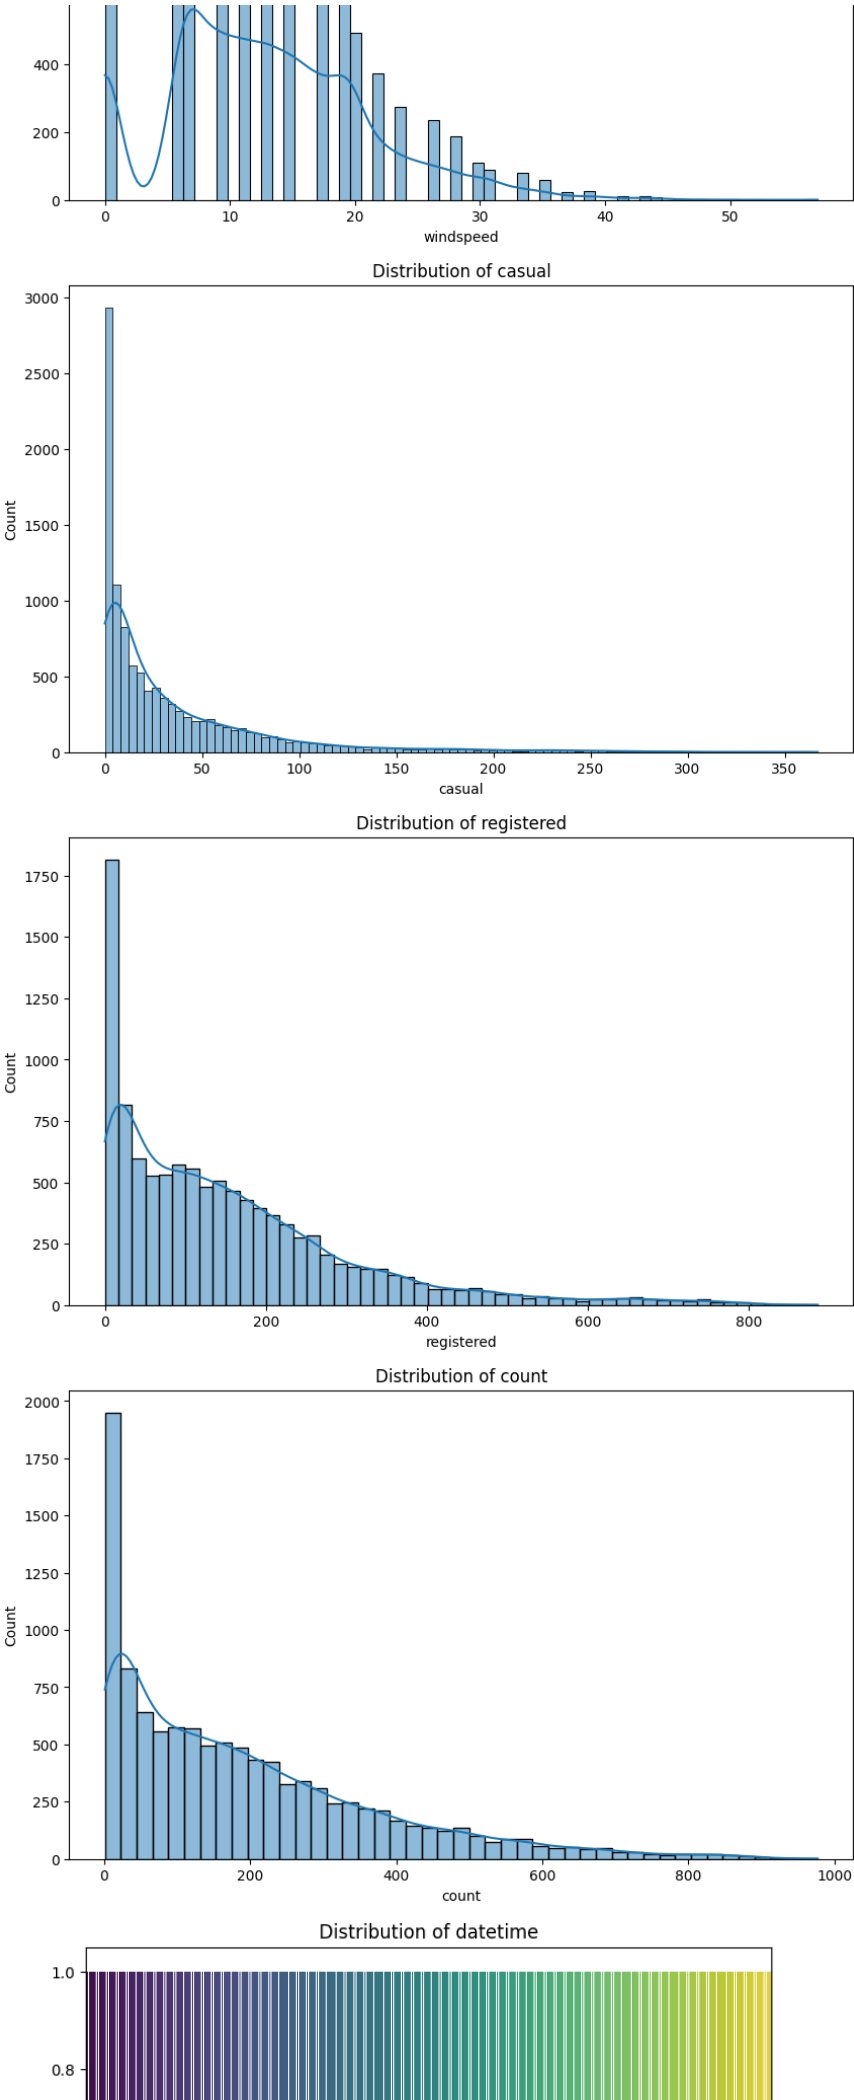 400
200
0
0 10 20 30 40 50
windspeed
Distribution of casual
3000
2500
2000
1500
1000
500
0
Count
0 50 100 150 200 250 300 350
casual
Distribution of registered
1750
1500
1250
1000
750
500
250
0
Count
0 200 400 600 800
registered
Distribution of count
2000
1750
1500
1250
1000
750
500
250
0
Count
0 200 400 600 800 1000
count
Distribution of datetime
1.0
0.8